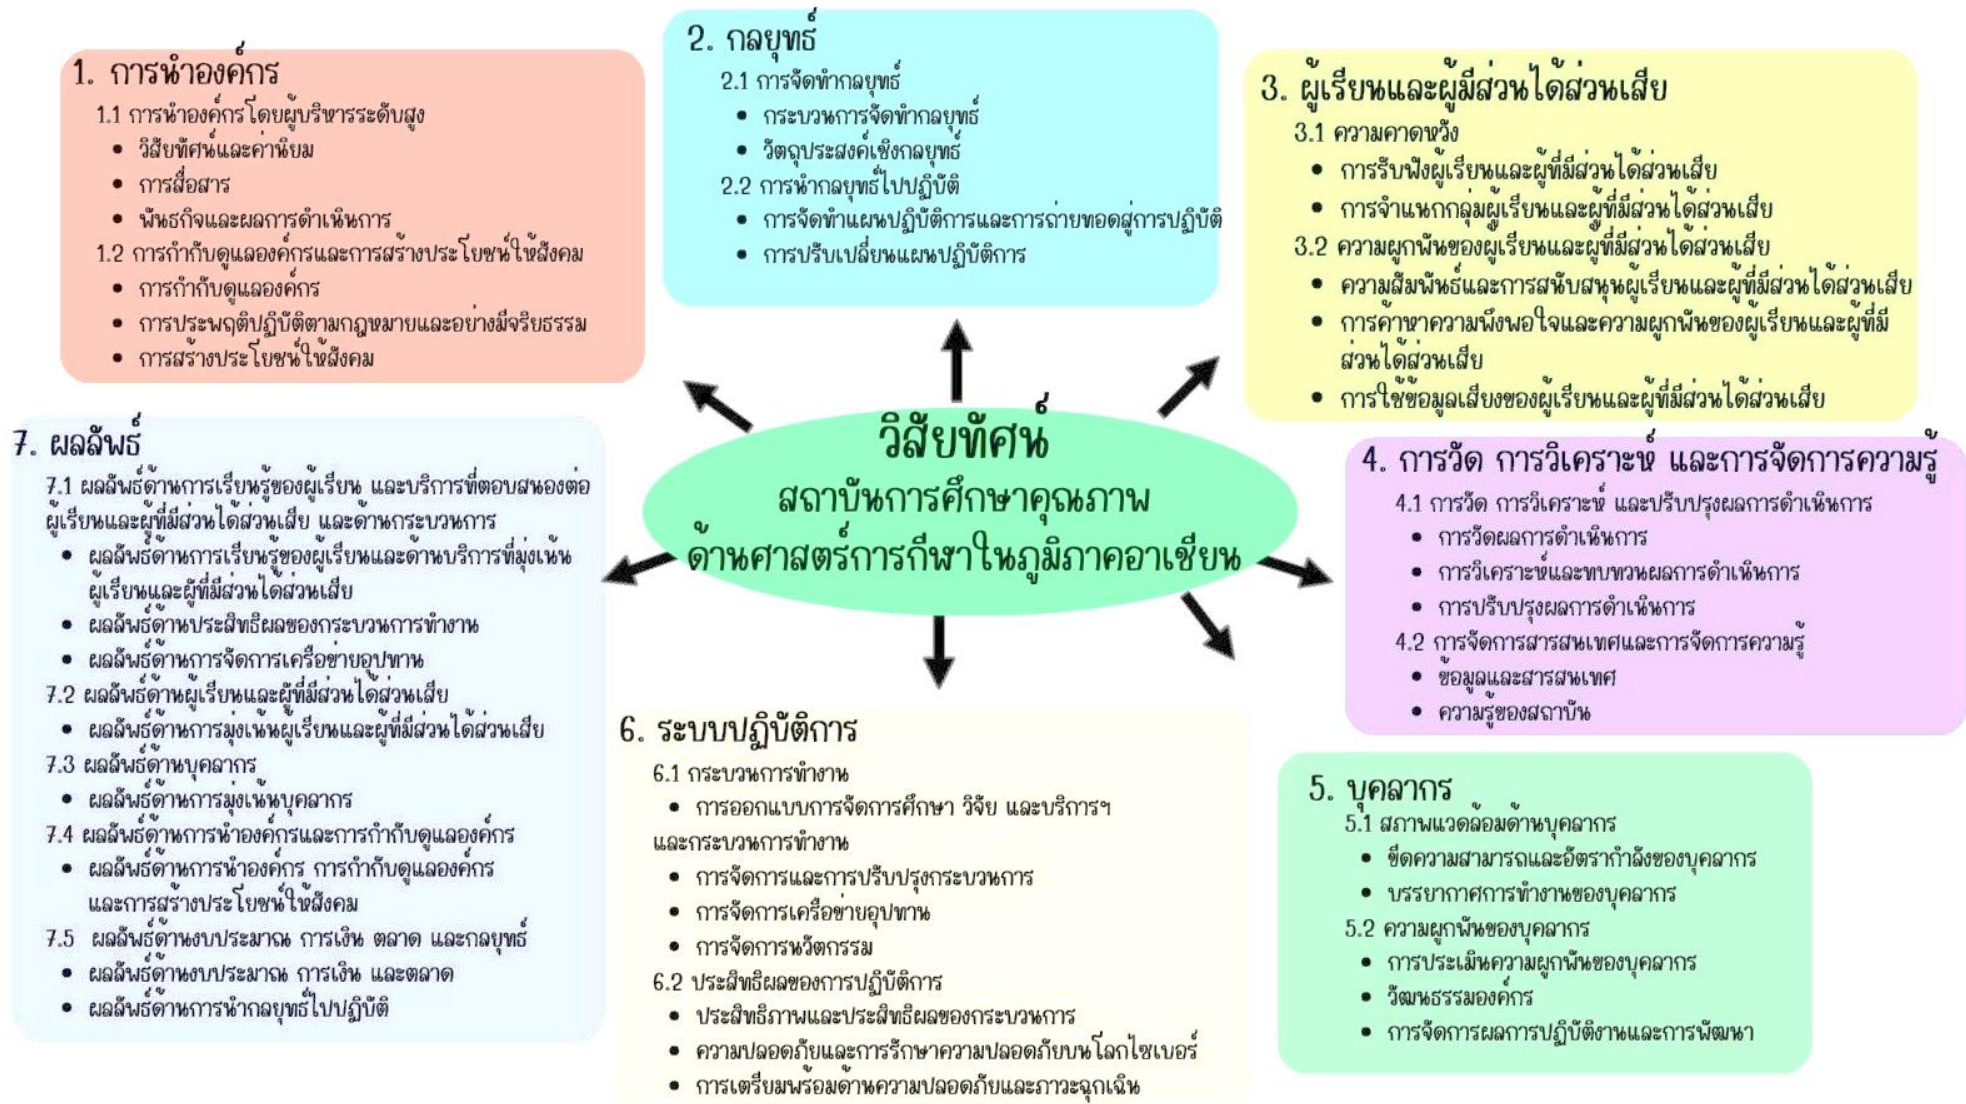 1. การนำองค์กร
1.1 การนำองค์กรโดยผู้บริหารระดับสูง
• วิสัยทัศน์และค่านิยม
• การสื่อสาร
• พันธกิจและผลการดำเนินการ
1.2 การกำกับดูแลองค์กรและการสร้างประโยชน์ให้สังคม
• การกำกับดูแลองค์กร
• การประพฤติปฏิบัติตามกฎหมายและอย่างมีจริยธรรม
• การสร้างประโยชน์ให้สังคม
2. กลยุทธ์
2.1 การจัดทำกลยุทธ์
• กระบวนการจัดทำกลยุทธ์
• วัตถุประสงค์เชิงกลยุทธ์
2.2 การนำกลยุทธ์ไปปฏิบัติ
• การจัดทำแผนปฏิบัติการและการถ่ายทอดสู่การปฏิบัติ
• การปรับเปลี่ยนแผนปฏิบัติการ
3. ผู้เรียนและผู้มีส่วนได้ส่วนเสีย
3.1 ความคาดหวัง
• การรับฟังผู้เรียนและผู้ที่มีส่วนได้ส่วนเสีย
• การจำแนกกลุ่มผู้เรียนและผู้ที่มีส่วนได้ส่วนเสีย
3.2 ความผูกพันของผู้เรียนและผู้ที่มีส่วนได้ส่วนเสีย
• ความสัมพันธ์และการสนับสนุนผู้เรียนและผู้ที่มีส่วนได้ส่วนเสีย
• การค้าหาความพึงพอใจและความผูกพันของผู้เรียนและผู้ที่มี
ส่วนได้ส่วนเสีย
• การใช้ข้อมูลเสียงของผู้เรียนและผู้ที่มีส่วนได้ส่วนเสีย
วิสัยทัศน์
สถาบันการศึกษาคุณภาพ
ด้านศาสตร์การกีฬาในภูมิภาคอาเซียน
4. การวัด การวิเคราะห์ และการจัดการความรู้
4.1 การวัด การวิเคราะห์ และปรับปรุงผลการดำเนินการ
• การวัดผลการดำเนินการ
• การวิเคราะห์และทบทวนผลการดำเนินการ
• การปรับปรุงผลการดำเนินการ
4.2 การจัดการสารสนเทศและการจัดการความรู้
• ข้อมูลและสารสนเทศ
• ความรู้ของสถาบัน
5. บุคลากร
5.1 สภาพแวดล้อมด้านบุคลากร
• ขีดความสามารถและอัตรากำลังของบุคลากร
• บรรยากาศการทำงานของบุคลากร
5.2 ความผูกพันของบุคลากร
• การประเมินความผูกพันของบุคลากร
• วัฒนธรรมองค์กร
• การจัดการผลการปฏิบัติงานและการพัฒนา
6. ระบบปฏิบัติการ
6.1 กระบวนการทำงาน
• การออกแบบการจัดการศึกษา วิจัย และบริการฯ
และกระบวนการทำงาน
• การจัดการและการปรับปรุงกระบวนการ
• การจัดการเครือข่ายอุปทาน
• การจัดการนวัตกรรม
6.2 ประสิทธิผลของการปฏิบัติการ
• ประสิทธิภาพและประสิทธิผลของกระบวนการ
• ความปลอดภัยและการรักษาความปลอดภัยบนโลกไซเบอร์
• การเตรียมพร้อมด้านความปลอดภัยและภาวะฉุกเฉิน
7. ผลลัพธ์
7.1 ผลลัพธ์ด้านการเรียนรู้ของผู้เรียน และบริการที่ตอบสนองต่อ
ผู้เรียนและผู้ที่มีส่วนได้ส่วนเสีย และด้านกระบวนการ
• ผลลัพธ์ด้านการเรียนรู้ของผู้เรียนและด้านบริการที่มุ่งเน้น
ผู้เรียนและผู้ที่มีส่วนได้ส่วนเสีย
• ผลลัพธ์ด้านประสิทธิผลของกระบวนการทำงาน
• ผลลัพธ์ด้านการจัดการเครือข่ายอุปทาน
7.2 ผลลัพธ์ด้านผู้เรียนและผู้ที่มีส่วนได้ส่วนเสีย
• ผลลัพธ์ด้านการมุ่งเน้นผู้เรียนและผู้ที่มีส่วนได้ส่วนเสีย
7.3 ผลลัพธ์ด้านบุคลากร
• ผลลัพธ์ด้านการมุ่งเน้นบุคลากร
7.4 ผลลัพธ์ด้านการนำองค์กรและการกำกับดูแลองค์กร
• ผลลัพธ์ด้านการนำองค์กร การกำกับดูแลองค์กร
และการสร้างประโยชน์ให้สังคม
7.5 ผลลัพธ์ด้านงบประมาณ การเงิน ตลาด และกลยุทธ์
• ผลลัพธ์ด้านงบประมาณ การเงิน และตลาด
• ผลลัพธ์ด้านการนำกลยุทธ์ไปปฏิบัติ